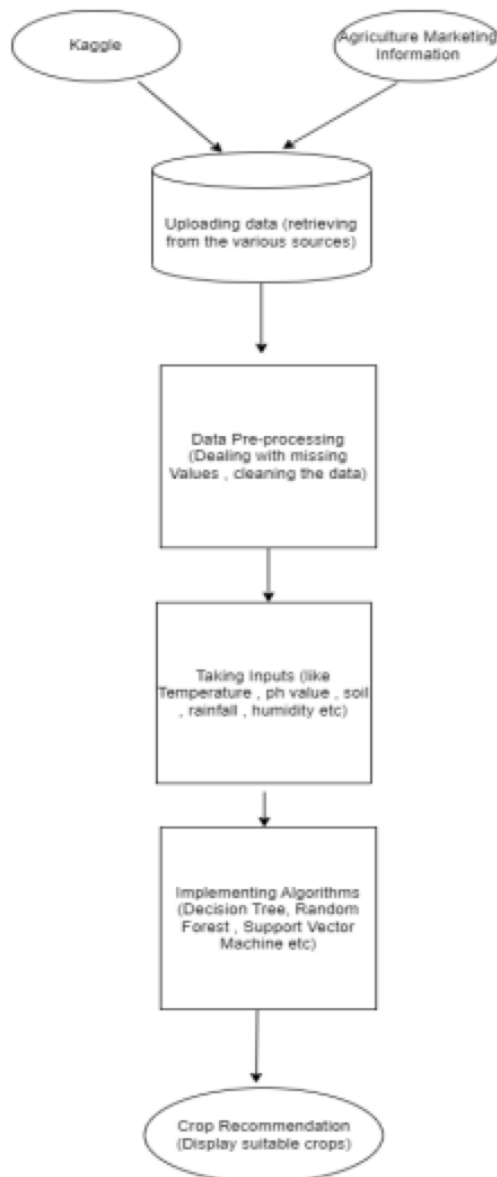 Kaggle
Agriculture Marketing
Information
Uploading data (retrieving
from the various sources)
Data Pre-processing
(Dealing with missing
Values , cleaning the data)
Taking Inputs (like
Temperature , ph value , soil
, rainfall , humidity etc)
Implementing Algorithms
(Decision Tree, Random
Forest , Support Vector
Machine etc)
Crop Recommendation
(Display suitable crops)